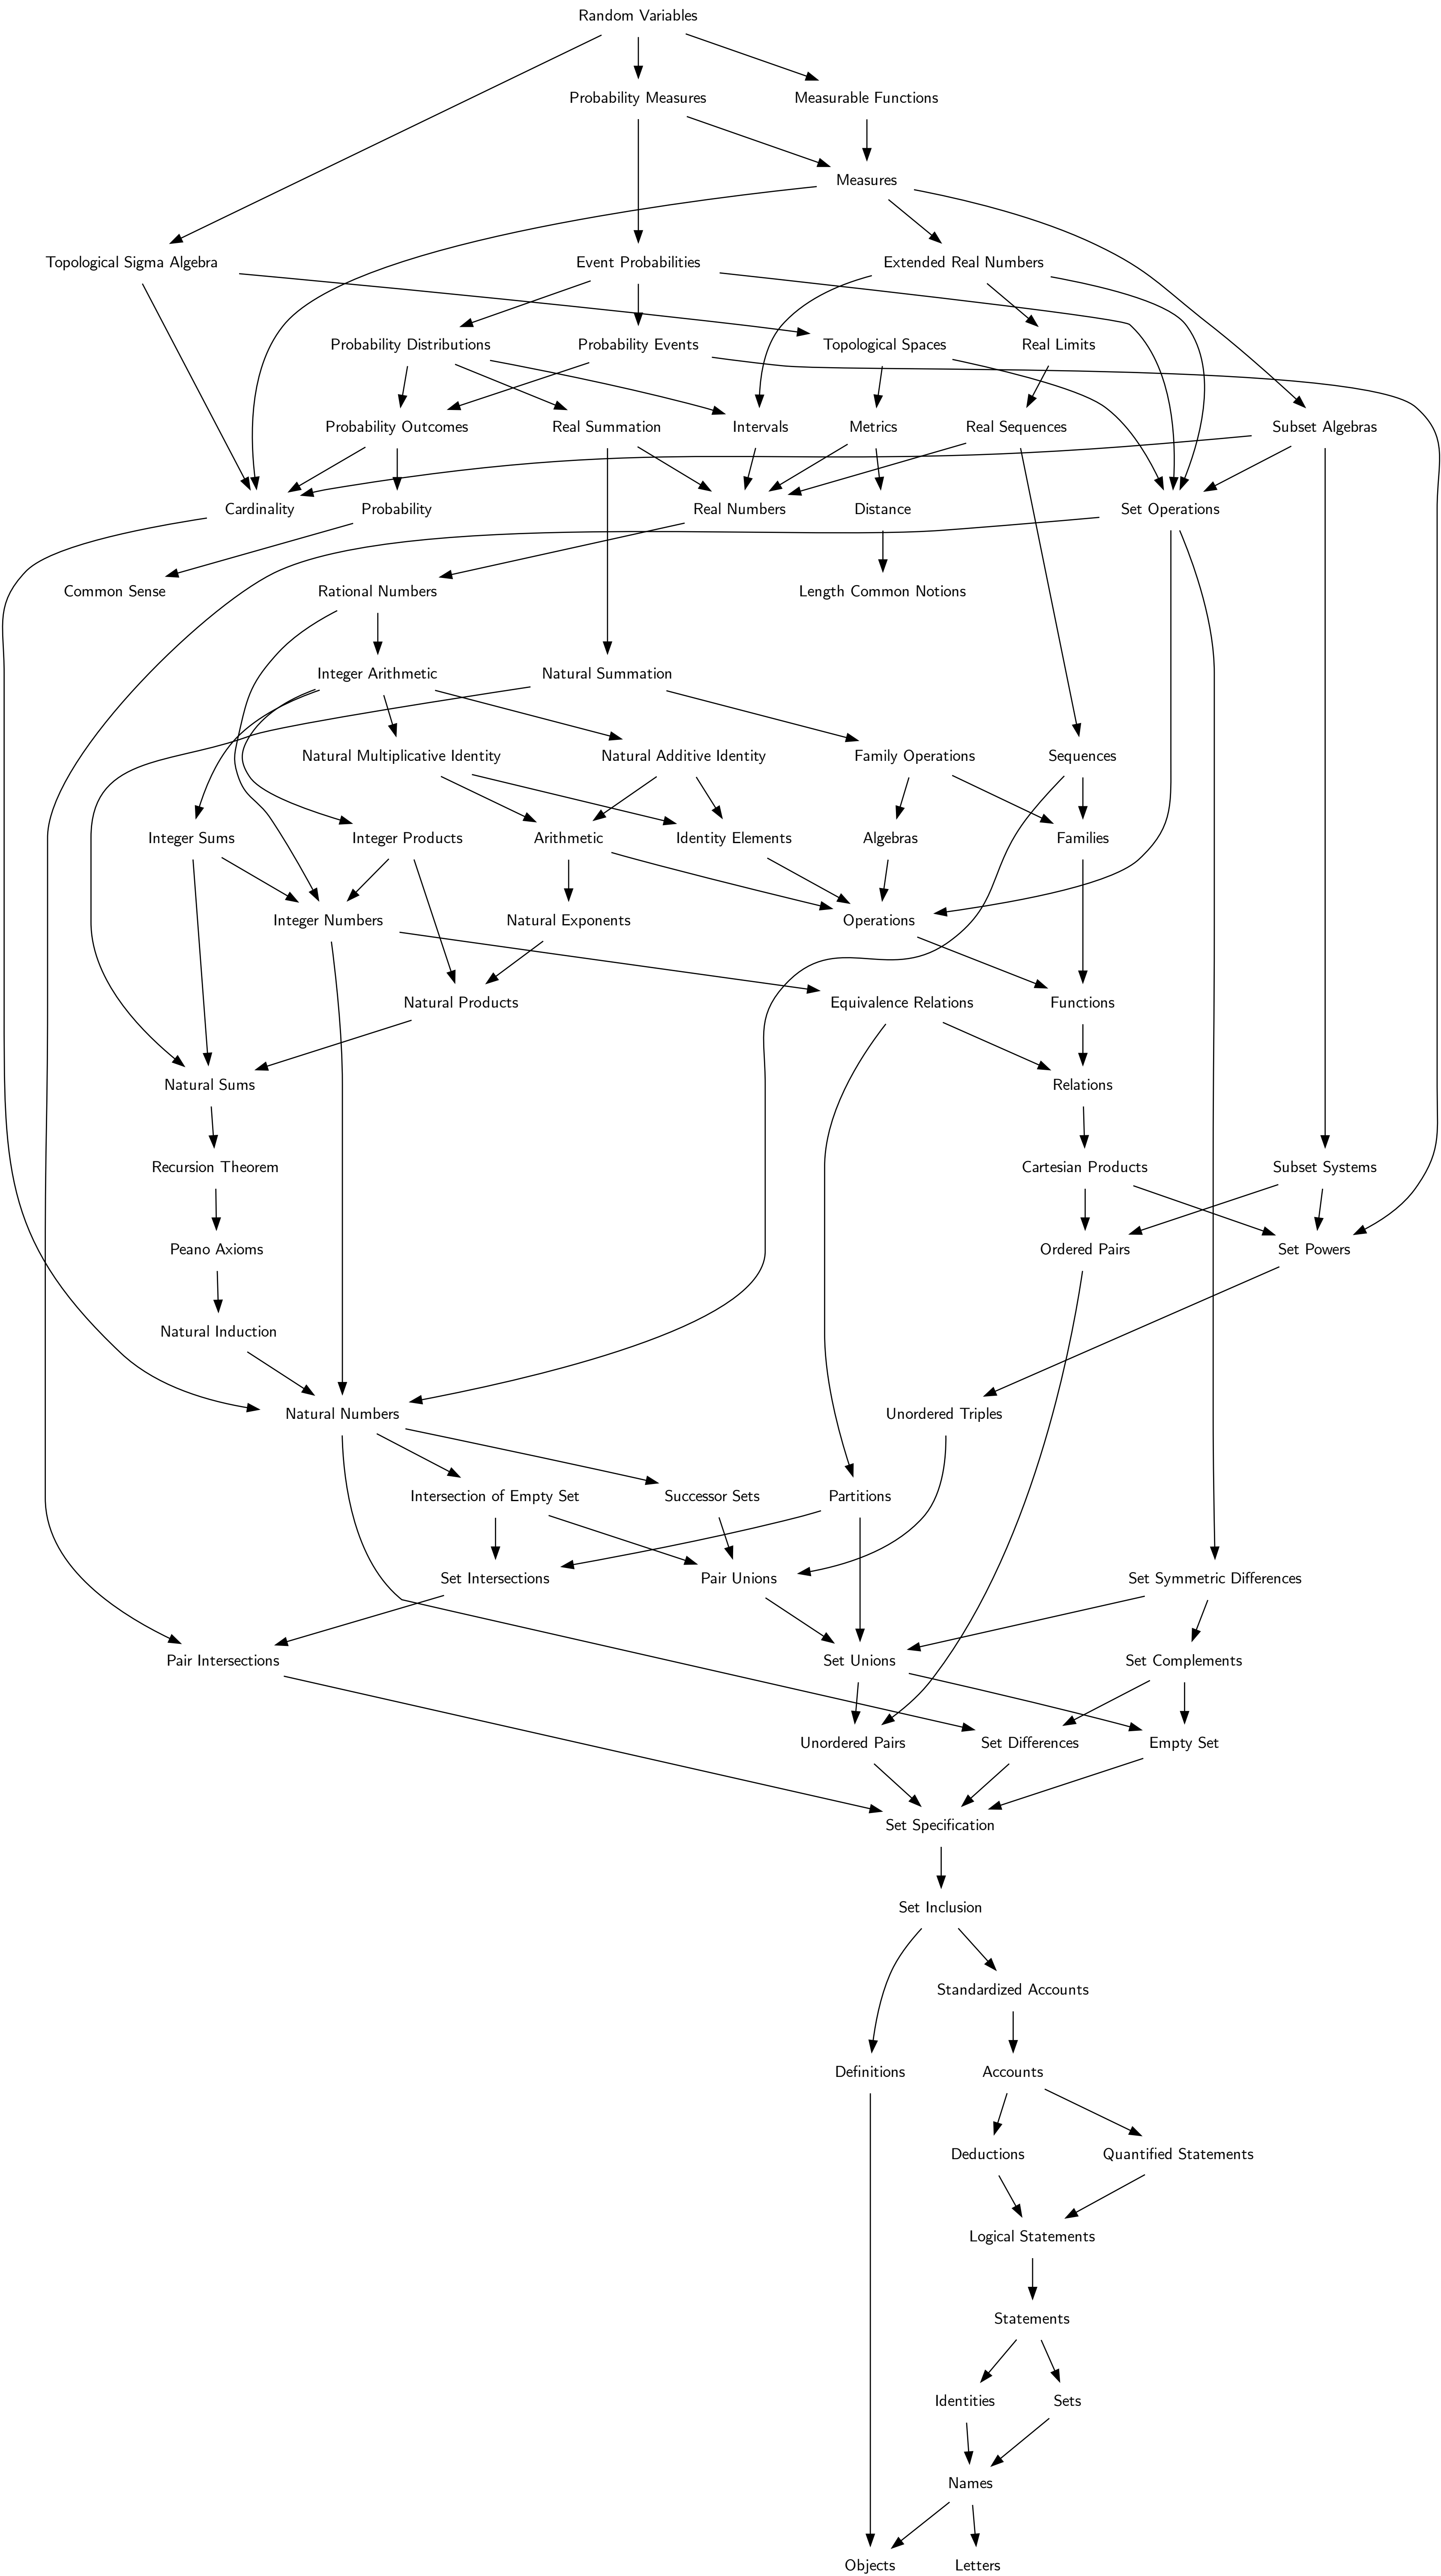 Random Variables
Probability Measures
Measurable Functions
Measures
Topological Sigma Algebra
Event Probabilities
Extended Real Numbers
Probability Distributions
Probability Events
Topological Spaces
Real Limits
Probability Outcomes
Real Summation
Intervals
Metrics
Real Sequences
Subset Algebras
Cardinality
Probability
Real Numbers
Distance
Set Operations
Common Sense
Rational Numbers
Length Common Notions
Integer Arithmetic
Natural Summation
Natural Multiplicative Identity
Natural Additive Identity
Family Operations
Sequences
Integer Sums
Integer Products
Arithmetic
Identity Elements
Algebras
Families
Integer Numbers
Natural Exponents
Operations
Natural Products
Equivalence Relations
Functions
Natural Sums
Relations
Recursion Theorem
Cartesian Products
Subset Systems
Peano Axioms
Ordered Pairs
Set Powers
Natural Induction
Natural Numbers
Unordered Triples
Intersection of Empty Set
Successor Sets
Partitions
Set Intersections
Pair Unions
Set Symmetric Differences
Pair Intersections
Set Unions
Set Complements
Unordered Pairs
Set Differences
Empty Set
Set Specification
Set Inclusion
Standardized Accounts
Definitions
Accounts
Deductions
Quantified Statements
Logical Statements
Statements
Identities
Sets
Names
Objects
Letters